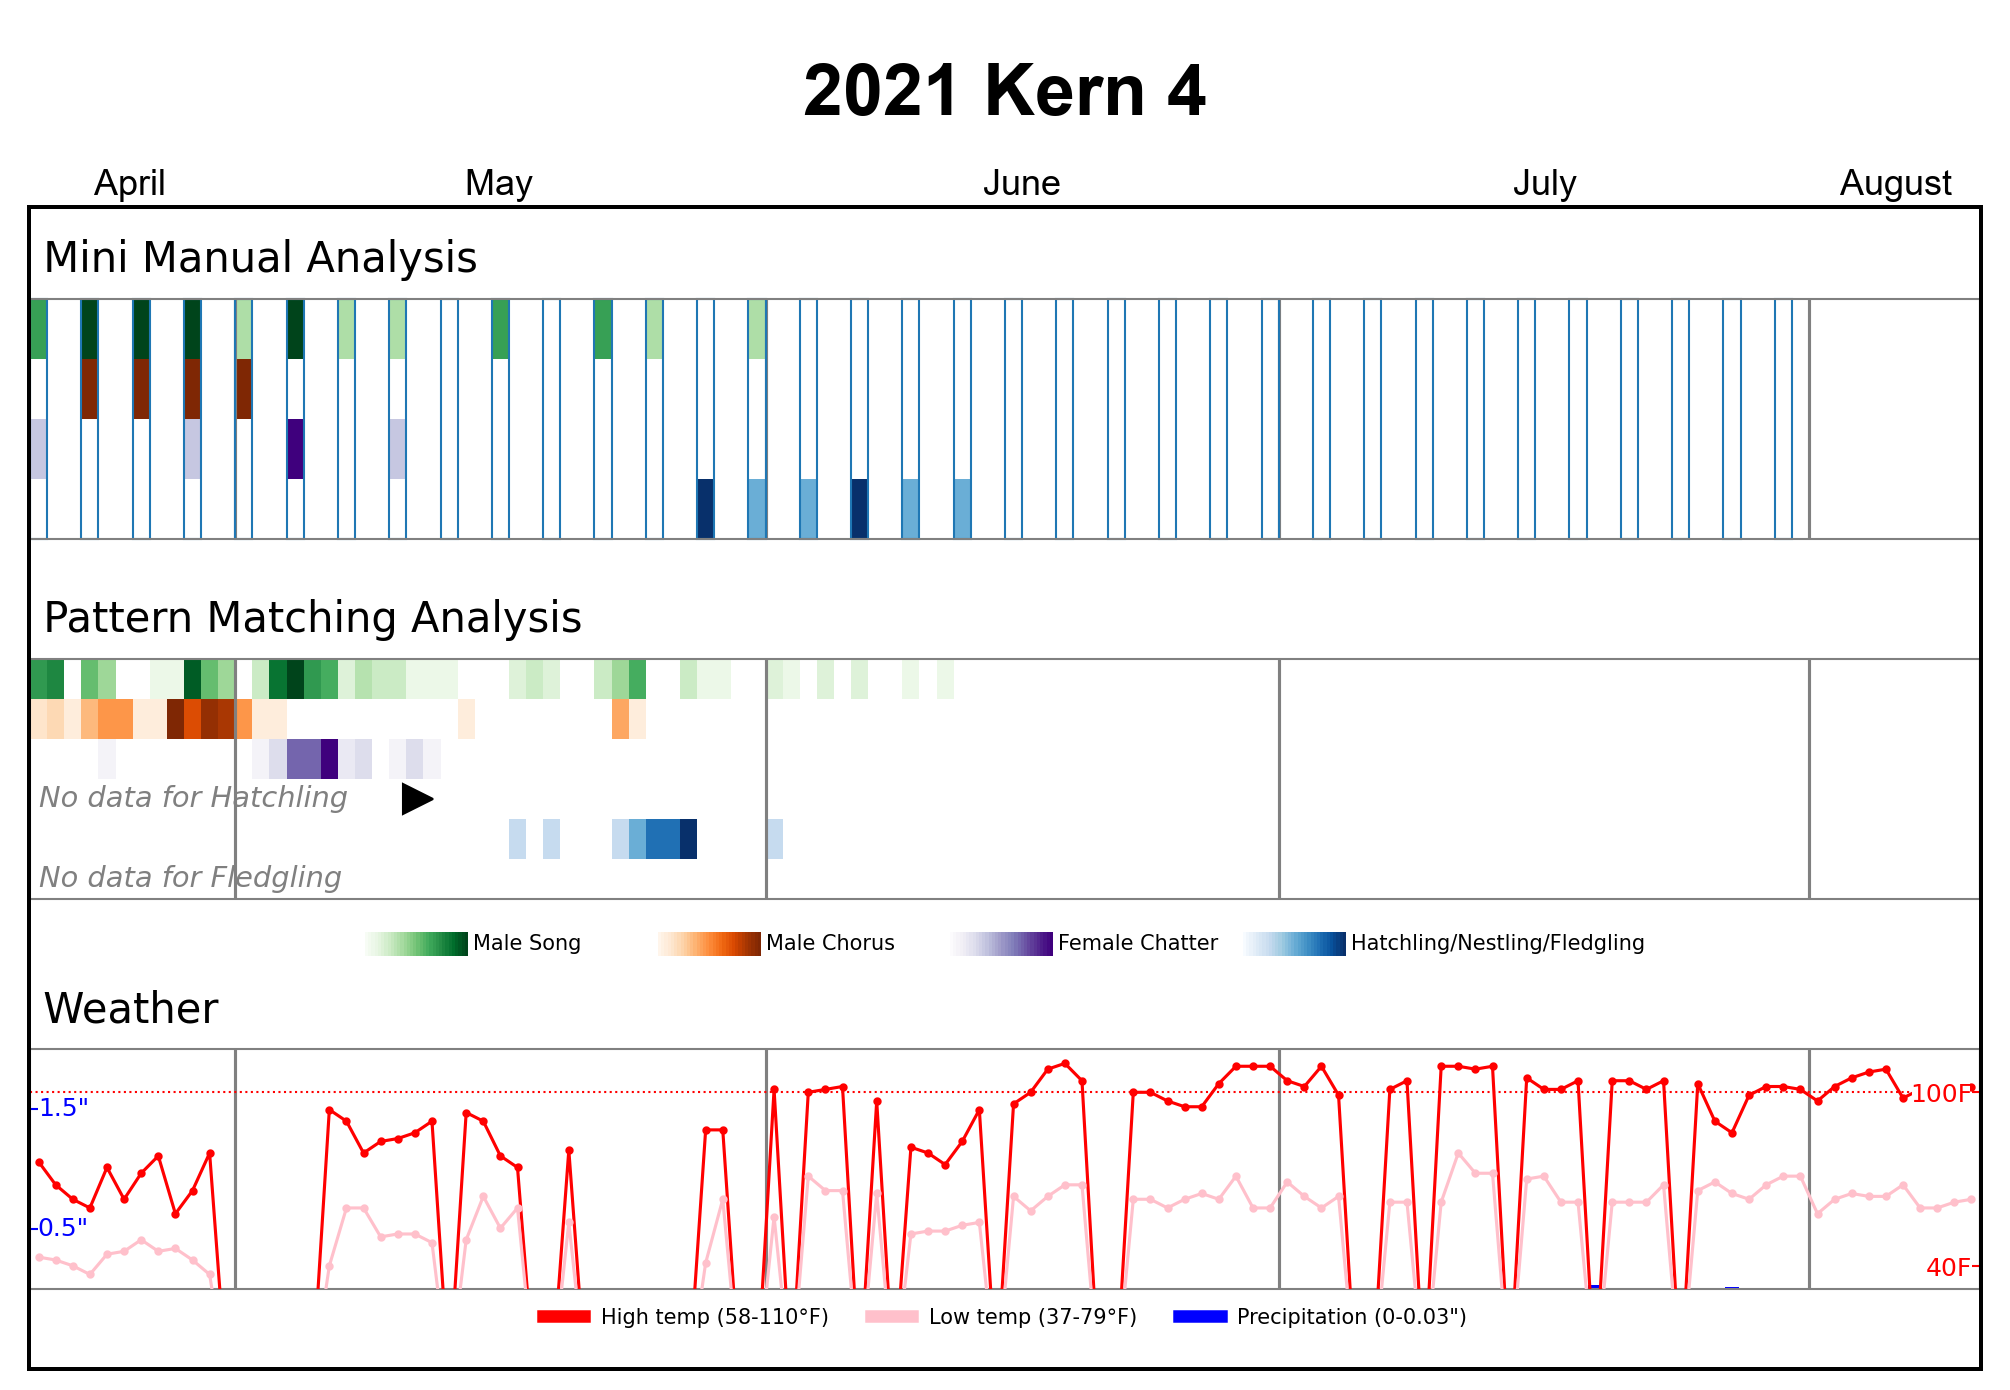 2021 Kern 4
April May June July August
Mini Manual Analysis
Pattern Matching Analysis
No data for Hatchling
No data for Fledgling
Male Song Male Chorus Female Chatter Hatchling/Nestling/Fledgling
Weather
100F
1.5"
0.5"
40F
High temp (58-110°F) Low temp (37-79°F) Precipitation (0-0.03")